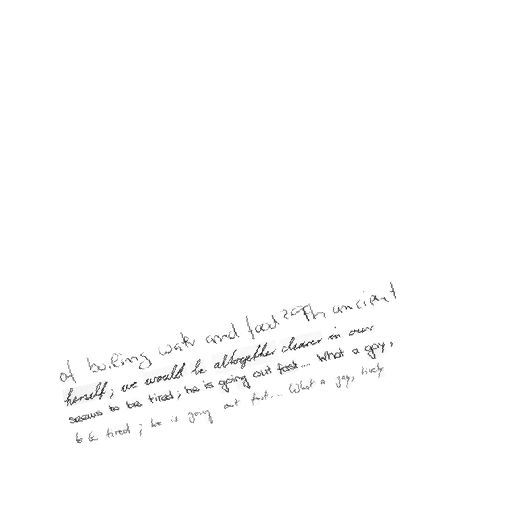 of boiling water and food? The ancient
herself; we would be altogether clearer in our
seems to be tired; he is going out fast... What a gay,
to be tired; he is going out fast... What a gay, lively